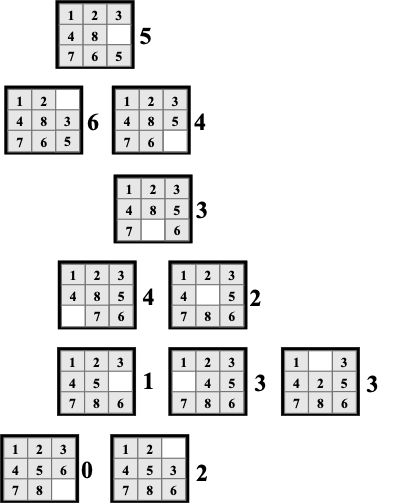 1 2 3
4 8 5
7 6 5
1 2 1 2 3
4 8 3 6 4 8 5 4
7 6 5 7 6
1 2 3
4 8 5 3
7 6
1 2 3 1 2 3
4 8 5 4 4 5 2
7 6 7 8 6
1 2 3 1 2 3 1 3
4 5 1 4 5 3 4 2 5 3
7 8 6 7 8 6 7 8 6
1 2 3 1 2
4 5 6 0 4 5 3 2
7 8 7 8 6